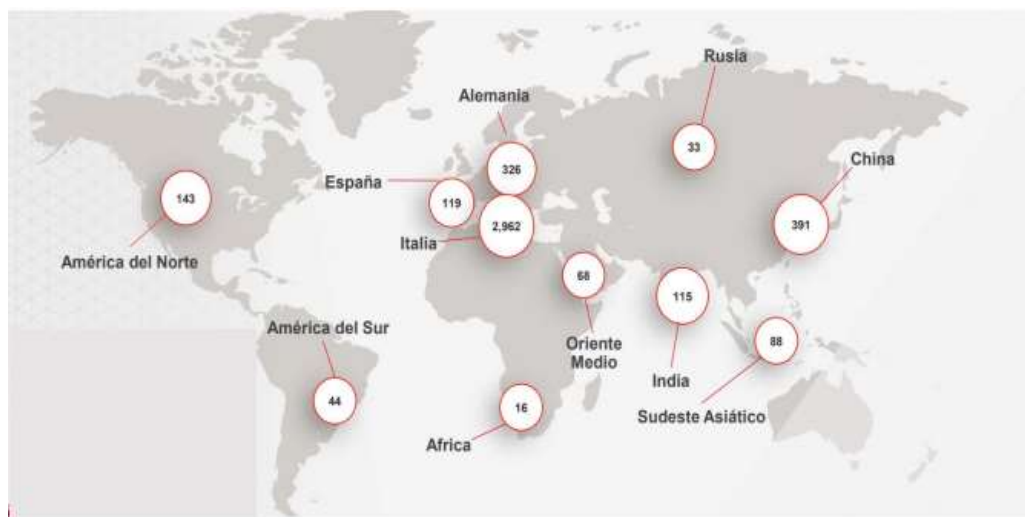 Rusia
33
Alemania
326
China
391
España
119
143
América del Norte
2,962
Italia
68
Oriente
Medio
115
India
88
Sudeste Asiático
América del Sur
44
16
Africa